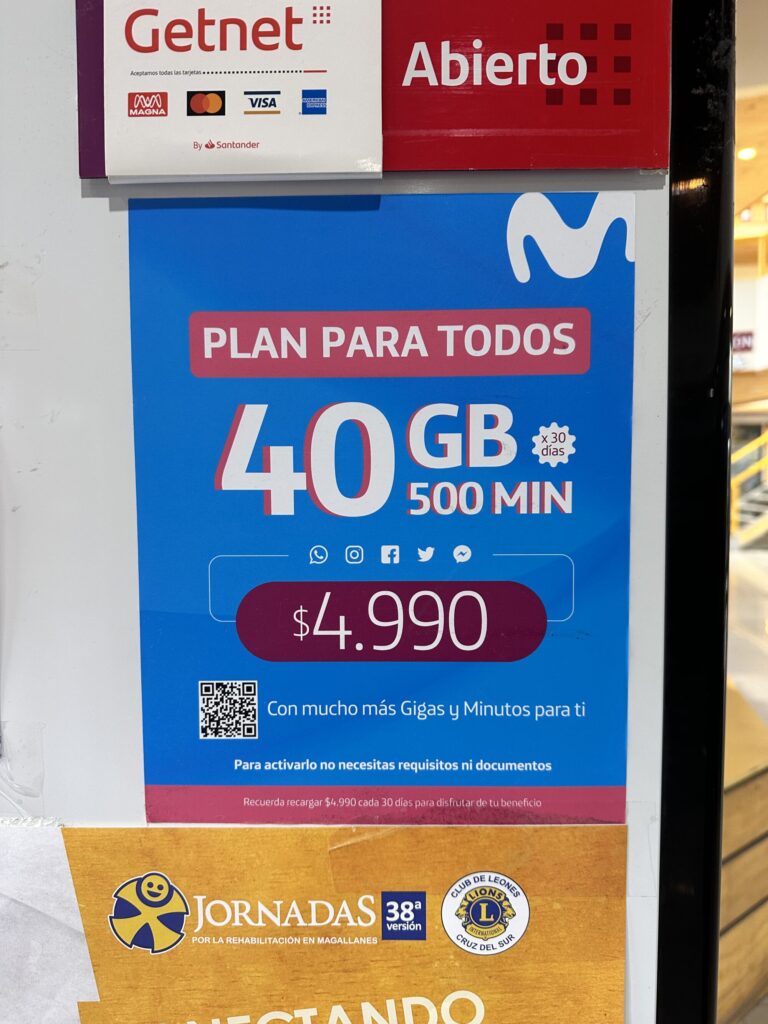 Getnet
Aceptamos todas las tarjetas
MAGNA
VISA
AMERICAN EXPRESS
By Santander
Abierto
PLAN PARA TODOS
40 GB
x 30 días
500 MIN
$4.990
Con mucho más Gigas y Minutos para ti
Para activarlo no necesitas requisitos ni documentos
Recuerda recargar $4.990 cada 30 días para disfrutar de tu beneficio
JORNADAS
POR LA REHABILITACIÓN EN MAGALLANES
38ª
versión
CLUB DE LEONES
LIONS
L
INTERNATIONAL
CRUZ DEL SUR